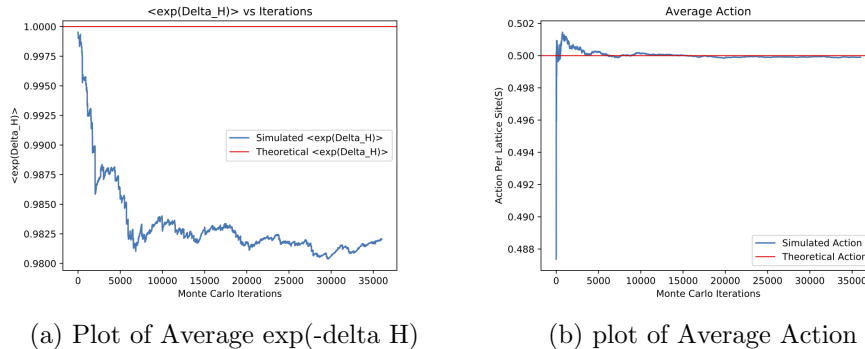 <exp(Delta_H)> vs Iterations
1.0000
0.9975
0.9950
0.9925
0.9900
0.9875
0.9850
0.9825
0.9800
<exp(Delta_H)>
Simulated <exp(Delta_H)>
Theoretical <exp(Delta_H)>
0 5000 10000 15000 20000 25000 30000 35000
Monte Carlo Iterations
(a) Plot of Average exp(-delta H)
Average Action
0.502
0.500
0.498
0.496
0.494
0.492
0.490
0.488
Action Per Lattice Site(S)
Simulated Action
Theoretical Action
0 5000 10000 15000 20000 25000 30000 35000
Monte Carlo Iterations
(b) plot of Average Action